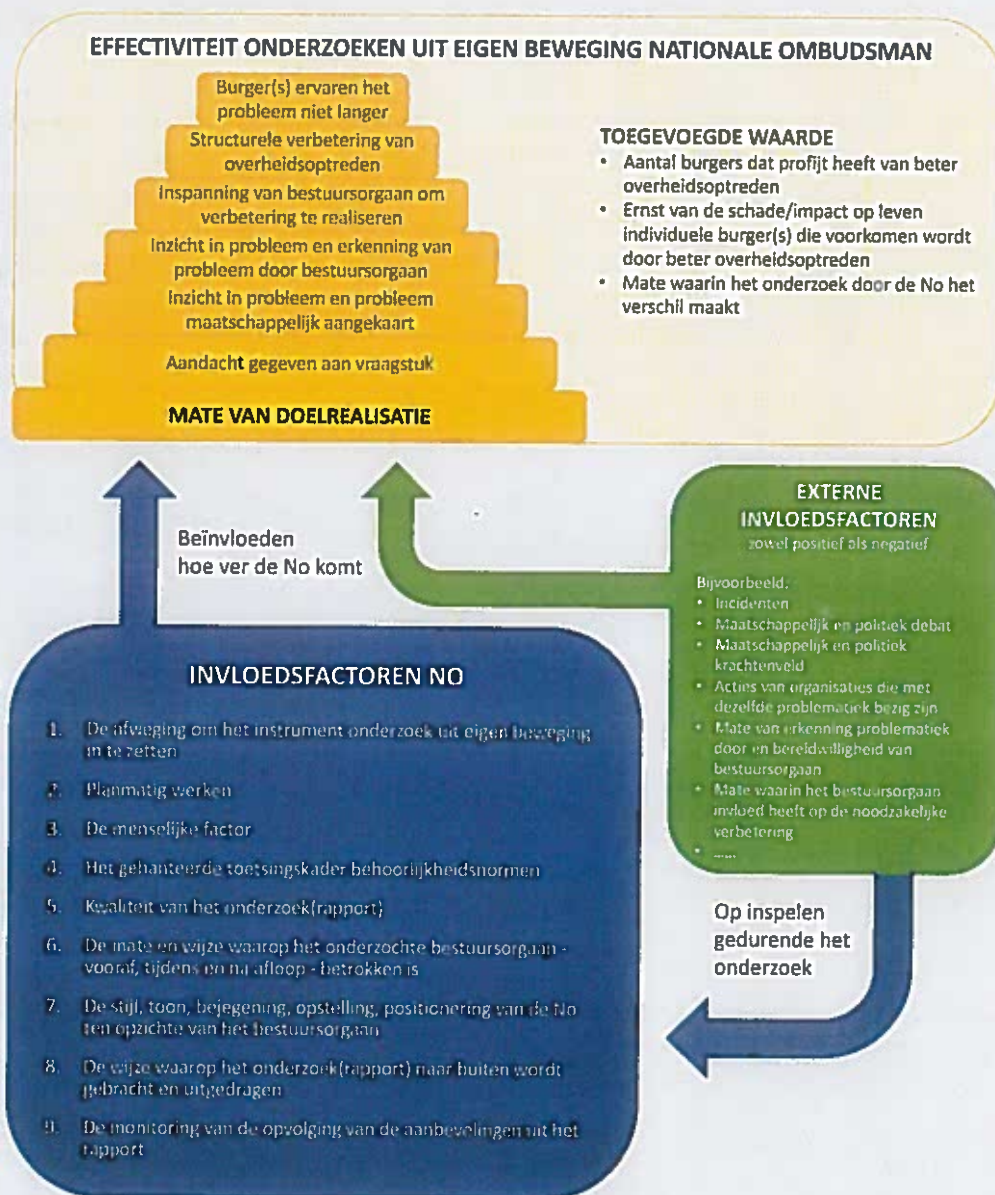 EFFECTIVITEIT ONDERZOEKEN UIT EIGEN BEWEGING NATIONALE OMBUDSMAN
Burger(s) ervaren het
probleem niet langer
Structurele verbetering van
overheidsoptreden
Inspanning van bestuursorgaan om
verbetering te realiseren
Inzicht in probleem en erkenning van
probleem door bestuursorgaan
Inzicht in probleem en probleem
maatschappelijk aangekaart
Aandacht gegeven aan vraagstuk
MATE VAN DOELREALISATIE
TOEGEVOEGDE WAARDE
• Aantal burgers dat profijt heeft van beter
overheidsoptreden
• Ernst van de schade/impact op leven
individuele burger(s) die voorkomen wordt
door beter overheidsoptreden
• Mate waarin het onderzoek door de No het
verschil maakt
Beïnvloeden
hoe ver de No komt
EXTERNE
INVLOEDSFACTOREN
zowel positief als negatief
Bijvoorbeeld:
• Incidenten
• Maatschappelijk en politiek debat
• Maatschappelijk en politiek
krachtenveld
• Acties van organisaties die met
dezelfde problematiek bezig zijn
• Mate van erkenning problematiek
door en bereidwilligheid van
bestuursorgaan
• Mate waarin het bestuursorgaan
invloed heeft op de noodzakelijke
verbetering
• ......
INVLOEDSFACTOREN NO
1. De afweging om het instrument onderzoek uit eigen beweging
in te zetten
2. Planmatig werken
3. De menselijke factor
4. Het gehanteerde toetsingskader behoorlijkheidsnormen
5. Kwaliteit van het onderzoek(rapport)
6. De mate en wijze waarop het onderzochte bestuursorgaan -
vooraf, tijdens en na afloop - betrokken is
7. De stijl, toon, bejegening, opstelling, positionering van de No
ten opzichte van het bestuursorgaan
8. De wijze waarop het onderzoek(rapport) naar buiten wordt
gebracht en uitgedragen
9. De monitoring van de opvolging van de aanbevelingen uit het
rapport
Op inspelen
gedurende het
onderzoek